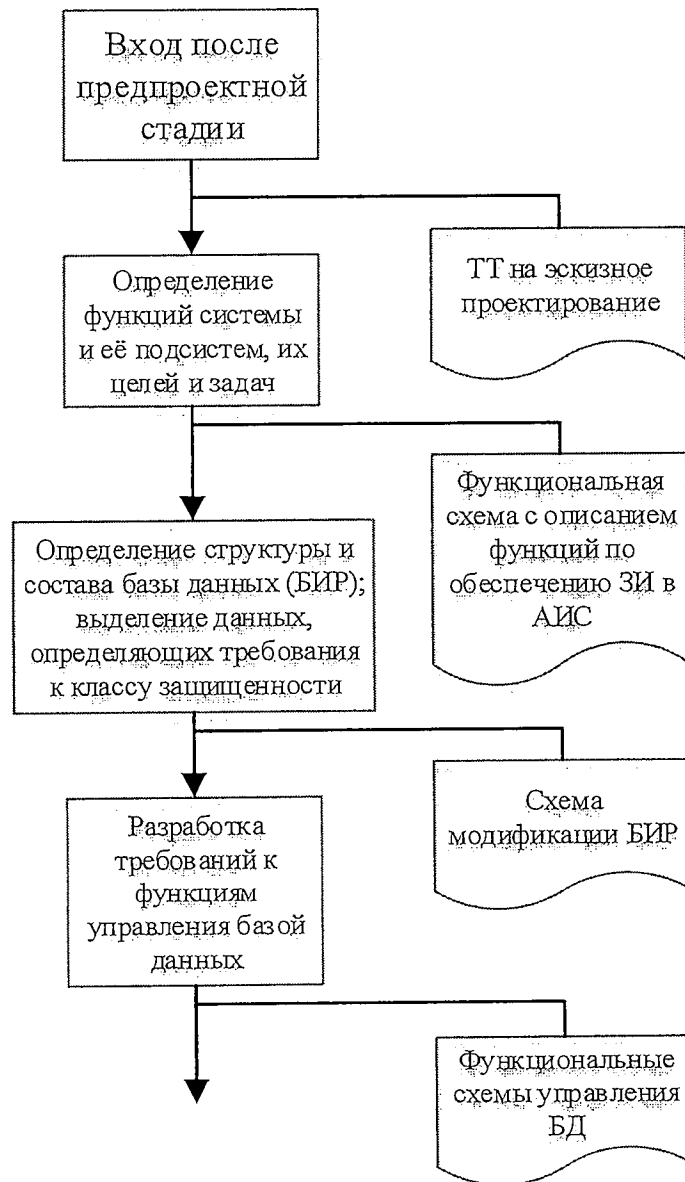 Вход после
предпроектной
стадии
ТТ на эскизное
проектирование
Определение
функций системы
и её подсистем, их
целей и задач
Функциональная
схема с описанием
функций по
обеспечению ЗИ в
АИС
Определение структуры и
состава базы данных (БИР);
выделение данных,
определяющих требования
к классу защищенности
Схема
модификации БИР
Разработка
требований к
функциям
управления базой
данных
Функциональные
схемы управления
БД